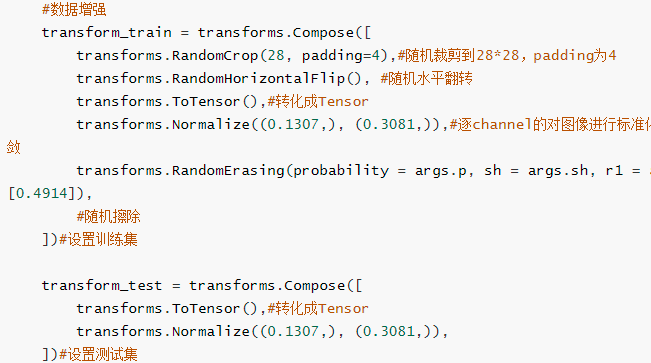 #数据增强
transform_train = transforms.Compose([
transforms.RandomCrop(28, padding=4),#随机裁剪到28*28，padding为4
transforms.RandomHorizontalFlip(), #随机水平翻转
transforms.ToTensor(),#转化成Tensor
transforms.Normalize((0.1307,), (0.3081,)),#逐channel的对图像进行标准化
敛
transforms.RandomErasing(probability = args.p, sh = args.sh, r1 =
[0.4914]),
#随机擦除
])#设置训练集
transform_test = transforms.Compose([
transforms.ToTensor(),#转化成Tensor
transforms.Normalize((0.1307,), (0.3081,)),
])#设置测试集